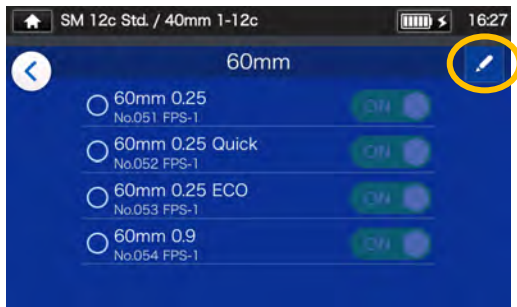 SM 12c Std. / 40mm 1-12c 16:27
60mm
60mm 0.25 ON
No.051 FPS-1
60mm 0.25 Quick ON
No.052 FPS-1
60mm 0.25 ECO ON
No.053 FPS-1
60mm 0.9 ON
No.054 FPS-1